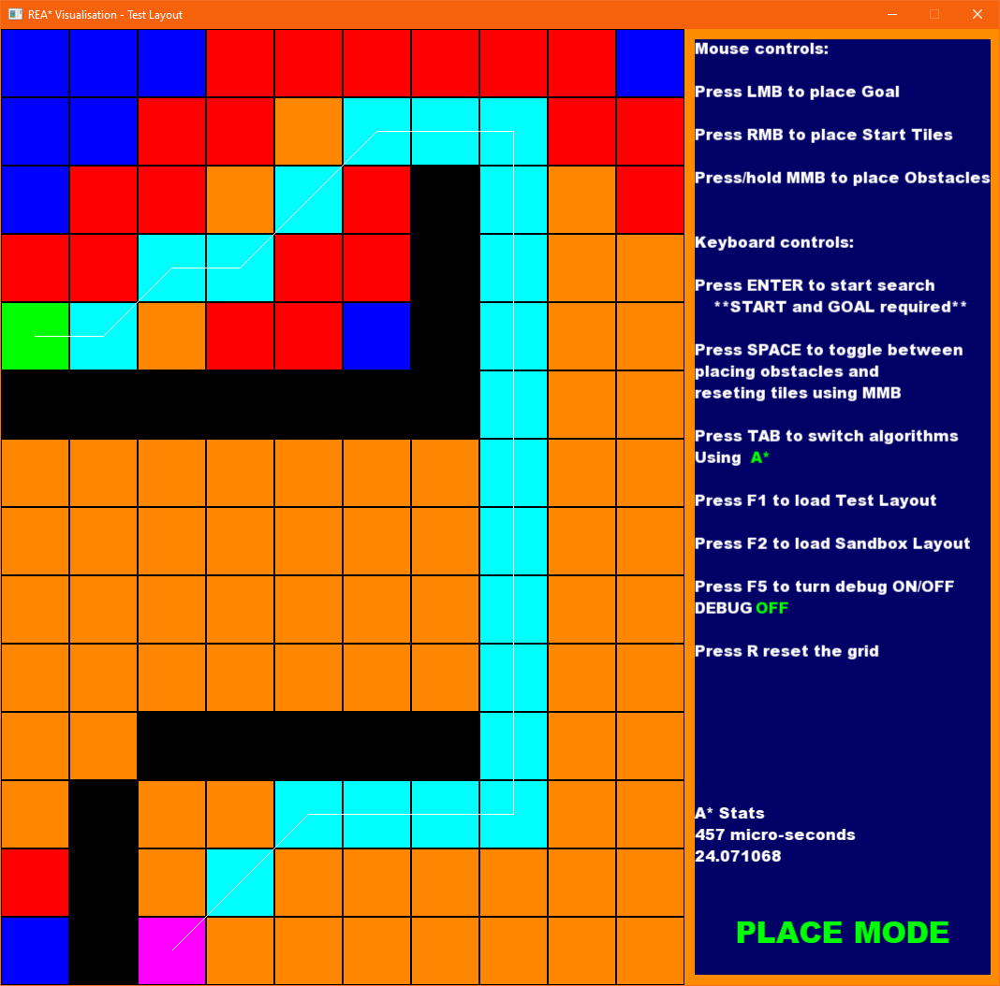 REA* Visualisation - Test Layout
Mouse controls:
Press LMB to place Goal
Press RMB to place Start Tiles
Press/hold MMB to place Obstacles
Keyboard controls:
Press ENTER to start search
**START and GOAL required**
Press SPACE to toggle between
placing obstacles and
reseting tiles using MMB
Press TAB to switch algorithms
Using A*
Press F1 to load Test Layout
Press F2 to load Sandbox Layout
Press F5 to turn debug ON/OFF
DEBUG OFF
Press R reset the grid
A* Stats
457 micro-seconds
24.071068
PLACE MODE